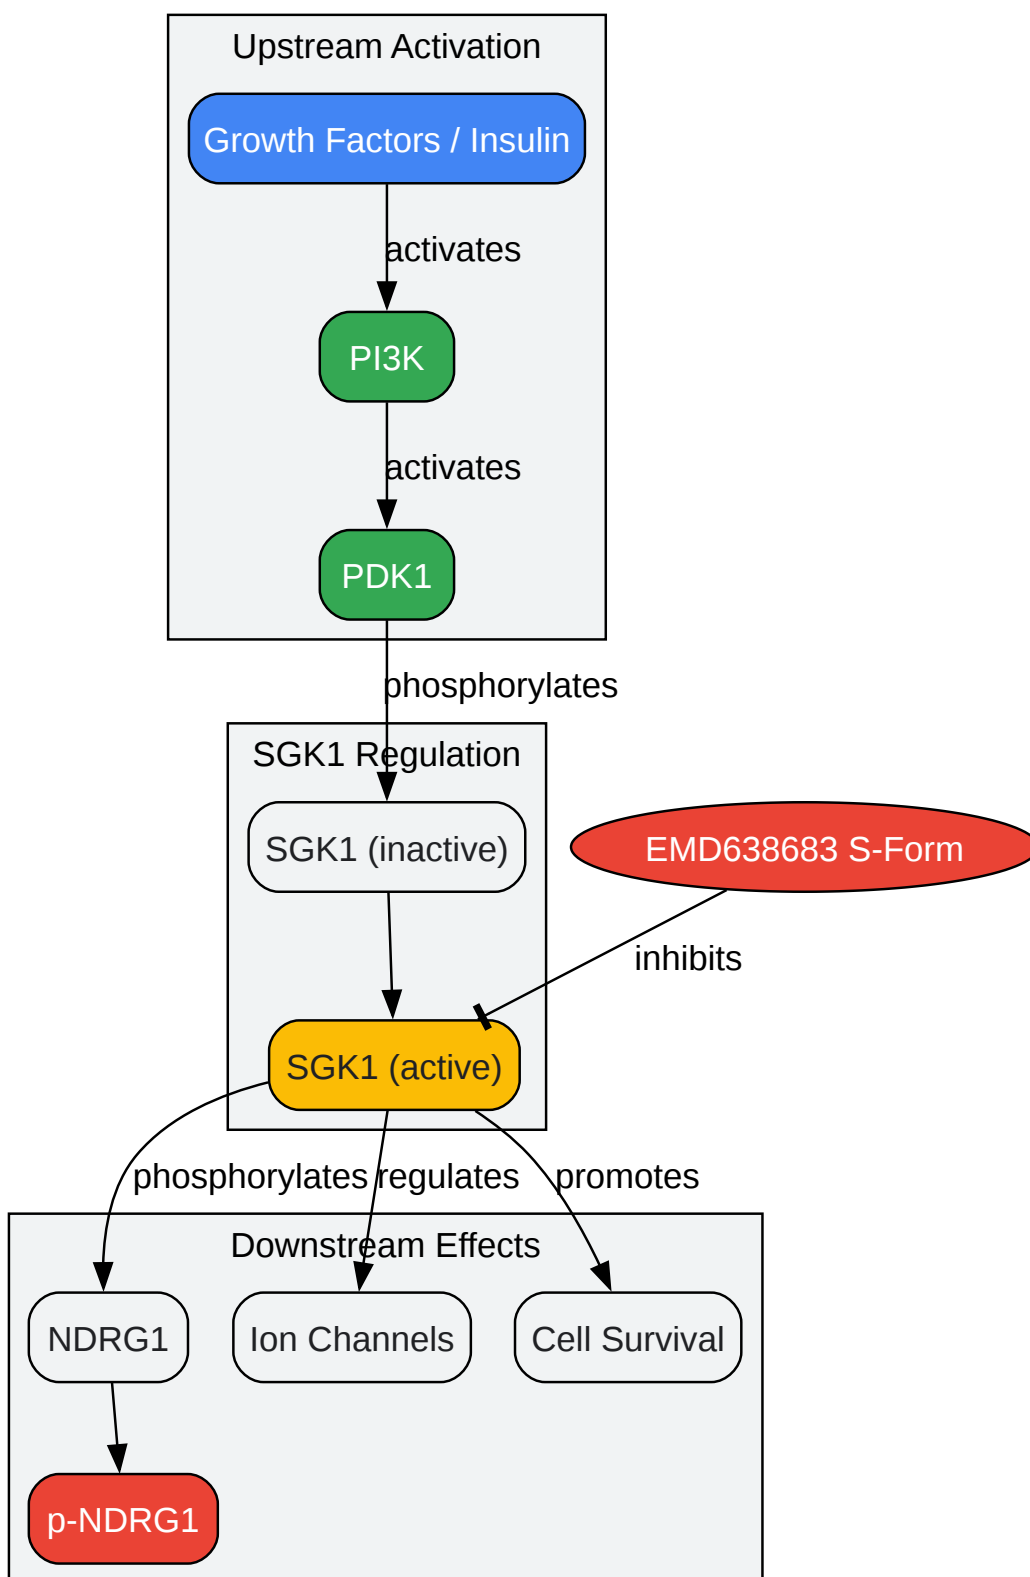 Upstream Activation
Growth Factors / Insulin
activates
PI3K
activates
PDK1
phosphorylates
SGK1 Regulation
SGK1 (inactive)
EMD638683 S-Form
inhibits
SGK1 (active)
phosphorylates
regulates
promotes
Downstream Effects
NDRG1
Ion Channels
Cell Survival
p-NDRG1